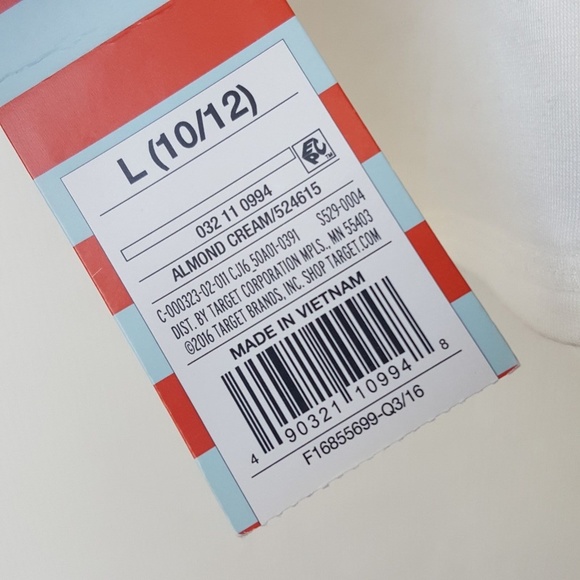 L (10/12)
EPC™
032 11 0994
ALMOND CREAM/524615
C-000323-02-011 CJ16_50A01-0391 S529-0004
DIST. BY TARGET CORPORATION MPLS., MN 55403
©2016 TARGET BRANDS, INC. SHOP TARGET.COM
MADE IN VIETNAM
4 90321 10994 8
F16855699-Q3/16